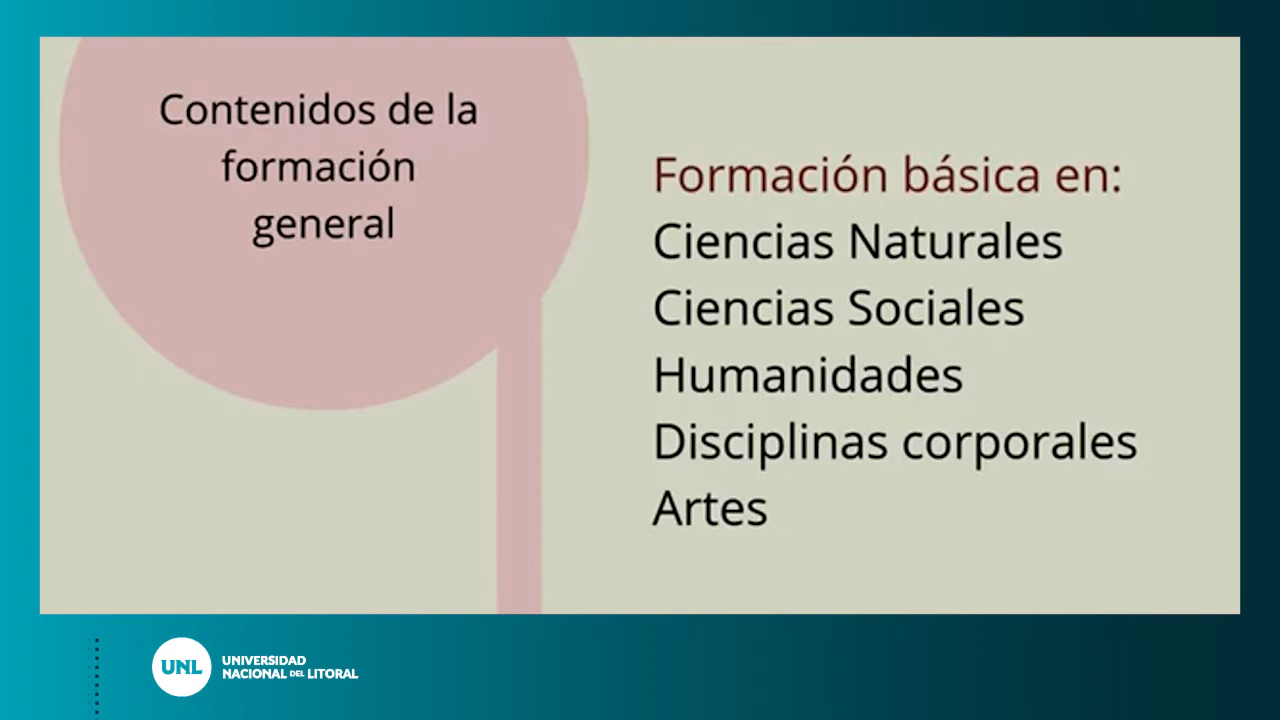 Contenidos de la
formación
general
Formación básica en:
Ciencias Naturales
Ciencias Sociales
Humanidades
Disciplinas corporales
Artes
UNL
UNIVERSIDAD
NACIONAL DEL LITORAL